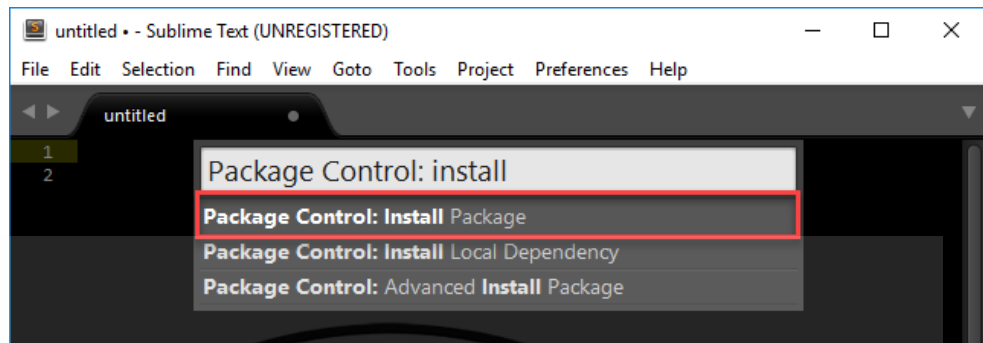 untitled • - Sublime Text (UNREGISTERED)
File Edit Selection Find View Goto Tools Project Preferences Help
untitled
1
2
Package Control: install
Package Control: Install Package
Package Control: Install Local Dependency
Package Control: Advanced Install Package